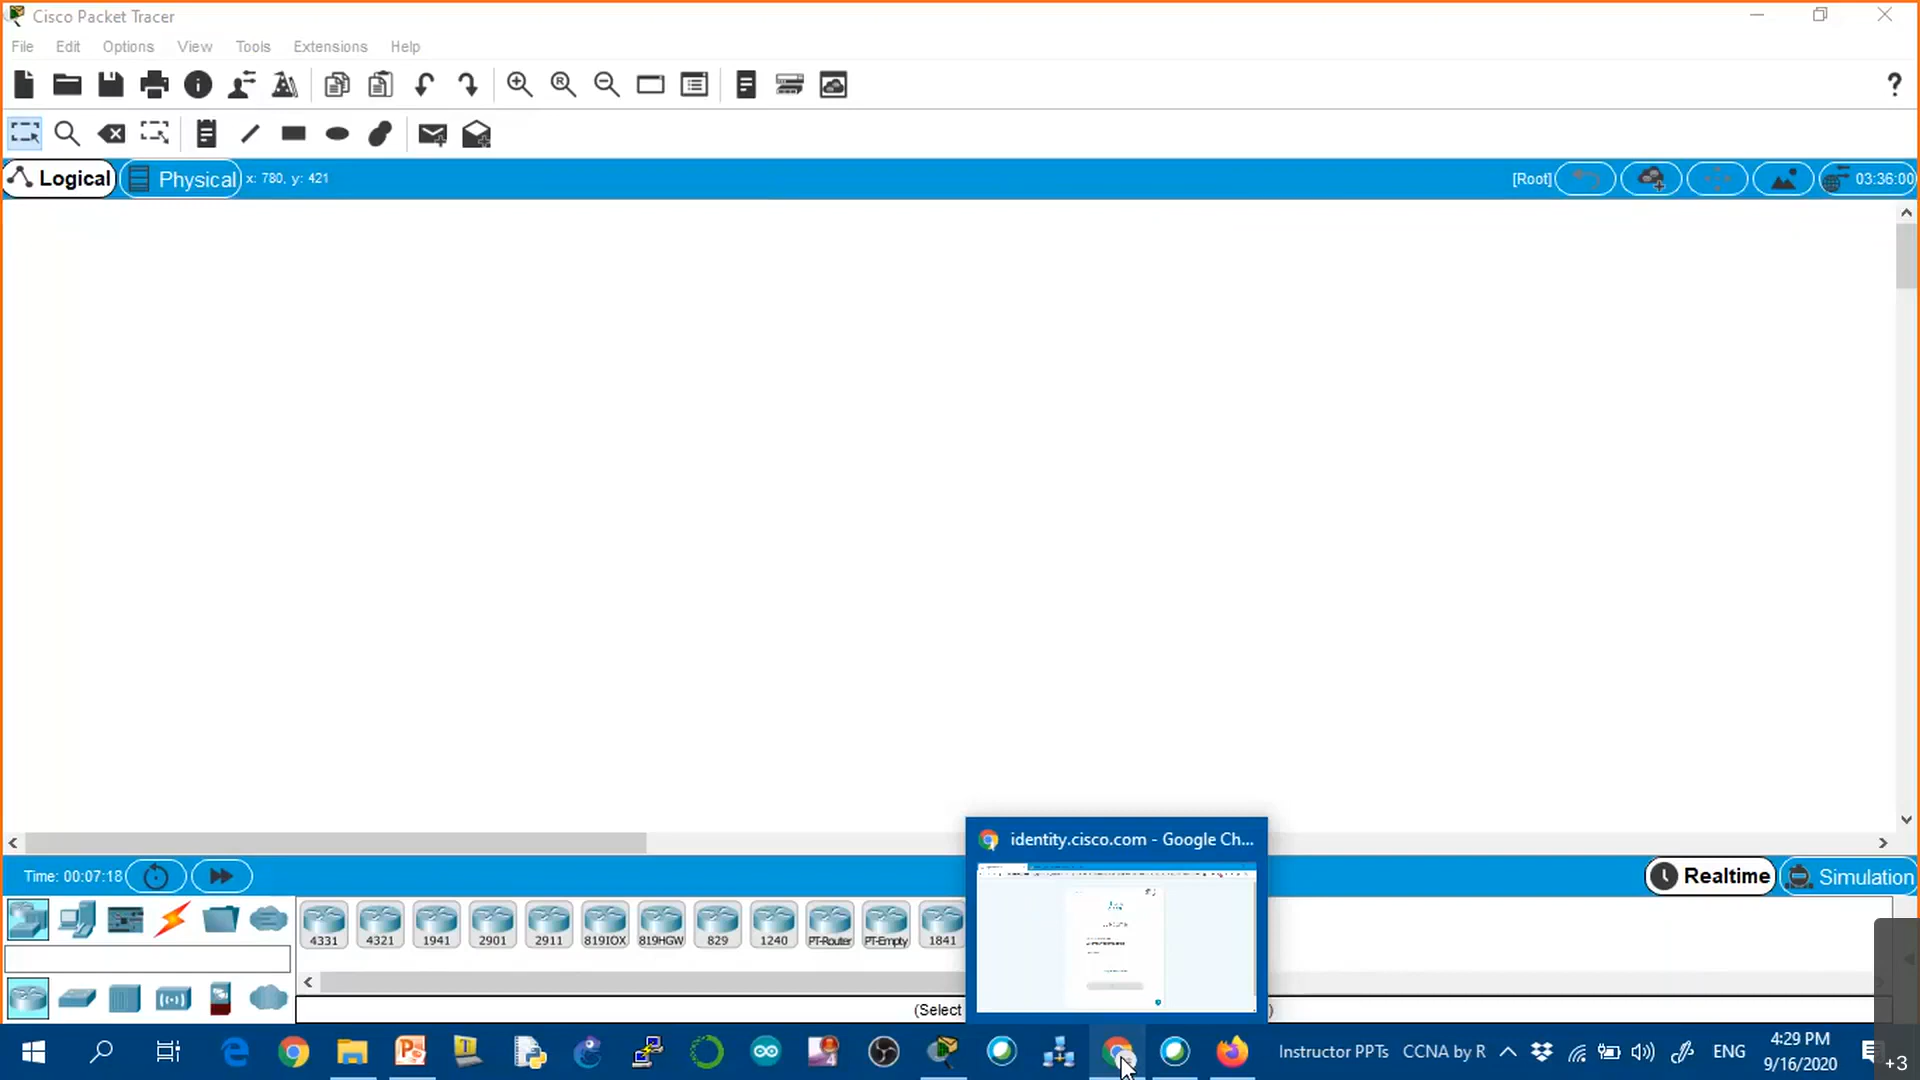 Cisco Packet Tracer
File Edit Options View Tools Extensions Help
Logical Physical x: 780, y: 421 [Root] 03:36:00
identity.cisco.com - Google Ch...
Time: 00:07:18 Realtime Simulation
4331 4321 1941 2901 2911 819IOX 819HGW 829 1240 PT-Router PT-Empty 1841
(Select )
Instructor PPTs CCNA by R ENG 4:29 PM
9/16/2020
+3